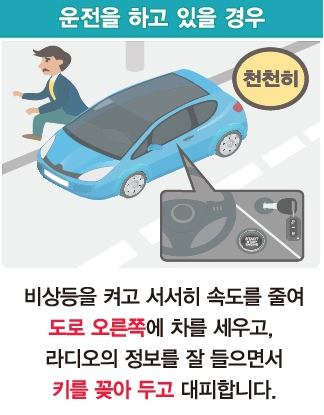 운전을 하고 있을 경우
천천히
비상등을 켜고 서서히 속도를 줄여
도로 오른쪽에 차를 세우고,
라디오의 정보를 잘 들으면서
키를 꽂아 두고 대피합니다.